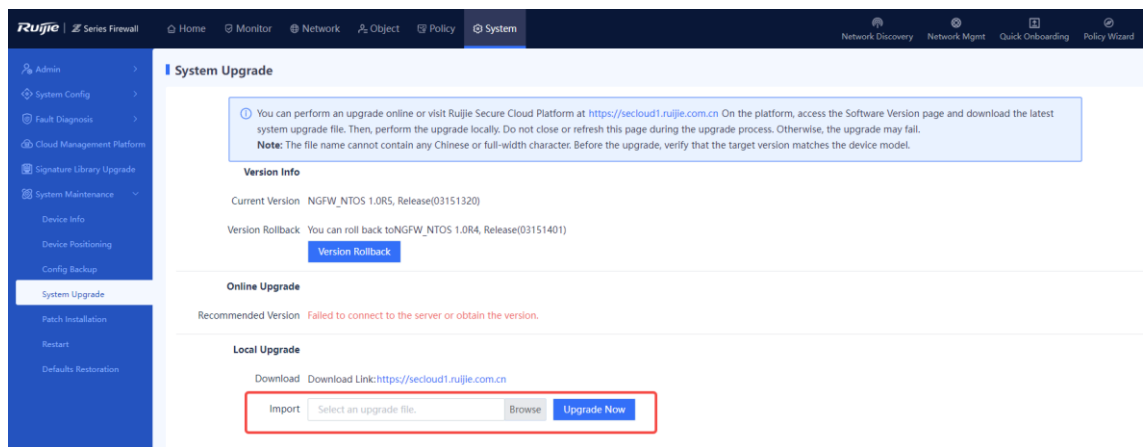 Ruijie | Z Series Firewall Home Monitor Network Object Policy System Network Discovery Network Mgmt Quick Onboarding Policy Wizard
Admin
System Config
Fault Diagnosis
Cloud Management Platform
Signature Library Upgrade
System Maintenance
Device Info
Device Positioning
Config Backup
System Upgrade
Patch Installation
Restart
Defaults Restoration
System Upgrade
You can perform an upgrade online or visit Ruijie Secure Cloud Platform at https://secloud1.ruijie.com.cn On the platform, access the Software Version page and download the latest
system upgrade file. Then, perform the upgrade locally. Do not close or refresh this page during the upgrade process. Otherwise, the upgrade may fail.
Note: The file name cannot contain any Chinese or full-width character. Before the upgrade, verify that the target version matches the device model.
Version Info
Current Version NGFW_NTOS 1.0R5, Release(03151320)
Version Rollback You can roll back toNGFW_NTOS 1.0R4, Release(03151401)
Version Rollback
Online Upgrade
Recommended Version Failed to connect to the server or obtain the version.
Local Upgrade
Download Download Link:https://secloud1.ruijie.com.cn
Import Select an upgrade file. Browse Upgrade Now